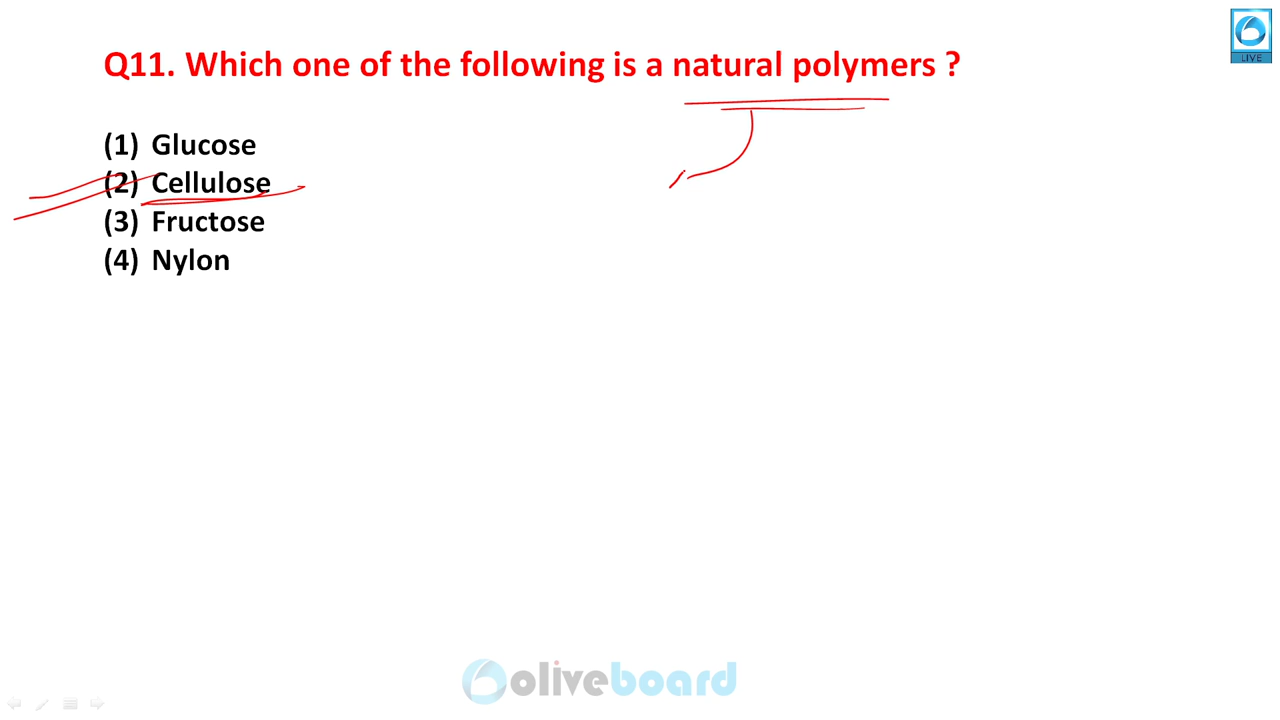 Q11. Which one of the following is a natural polymers ?
(1) Glucose
(2) Cellulose
(3) Fructose
(4) Nylon
LIVE
oliveboard